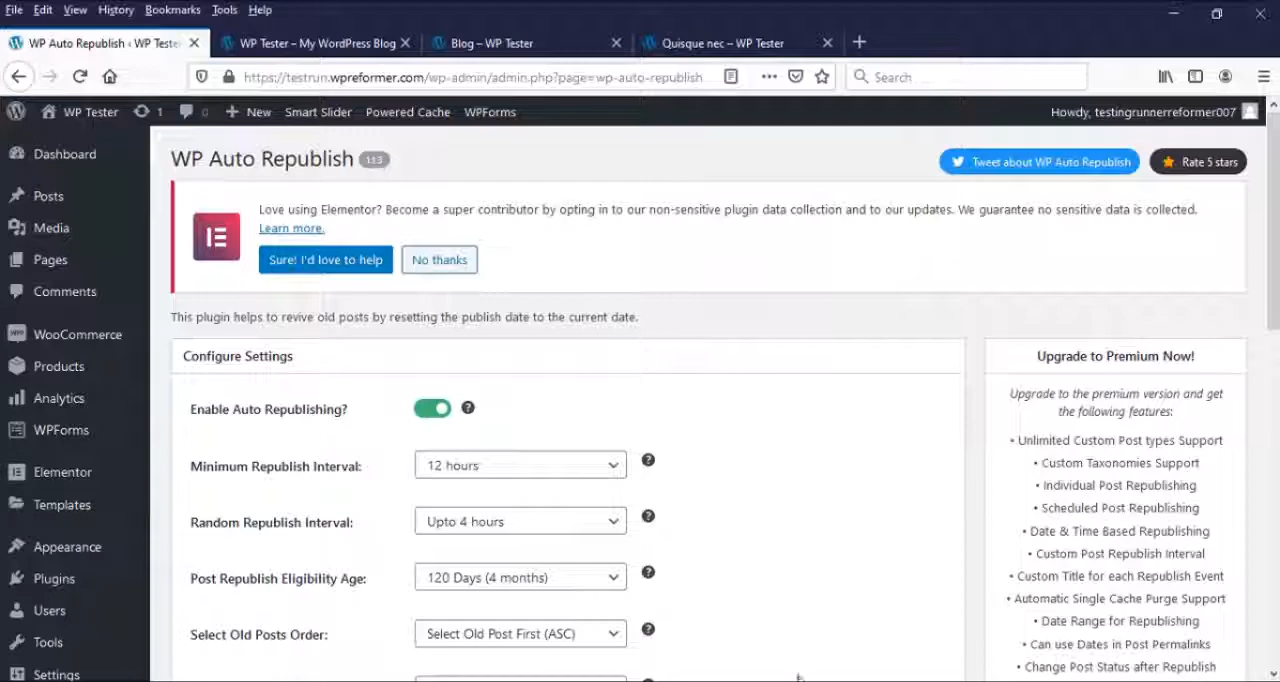 File Edit View History Bookmarks Tools Help
WP Auto Republish ‹ WP Teste
WP Tester – My WordPress Blog
Blog – WP Tester
Quisque nec – WP Tester
https://testrun.wpreformer.com/wp-admin/admin.php?page=wp-auto-republish
Search
WP Tester 1 0 New Smart Slider Powered Cache WPForms
Howdy, testingrunnerreformer007
Dashboard
Posts
Media
Pages
Comments
WooCommerce
Products
Analytics
WPForms
Elementor
Templates
Appearance
Plugins
Users
Tools
Settings
WP Auto Republish 1.1.3
Tweet about WP Auto Republish
Rate 5 stars
Love using Elementor? Become a super contributor by opting in to our non-sensitive plugin data collection and to our updates. We guarantee no sensitive data is collected.
Learn more.
Sure! I'd love to help
No thanks
This plugin helps to revive old posts by resetting the publish date to the current date.
Configure Settings
Enable Auto Republishing?
Minimum Republish Interval:
12 hours
Random Republish Interval:
Upto 4 hours
Post Republish Eligibility Age:
120 Days (4 months)
Select Old Posts Order:
Select Old Post First (ASC)
Upgrade to Premium Now!
Upgrade to the premium version and get
the following features:
• Unlimited Custom Post types Support
• Custom Taxonomies Support
• Individual Post Republishing
• Scheduled Post Republishing
• Date & Time Based Republishing
• Custom Post Republish Interval
• Custom Title for each Republish Event
• Automatic Single Cache Purge Support
• Date Range for Republishing
• Can use Dates in Post Permalinks
• Change Post Status after Republish